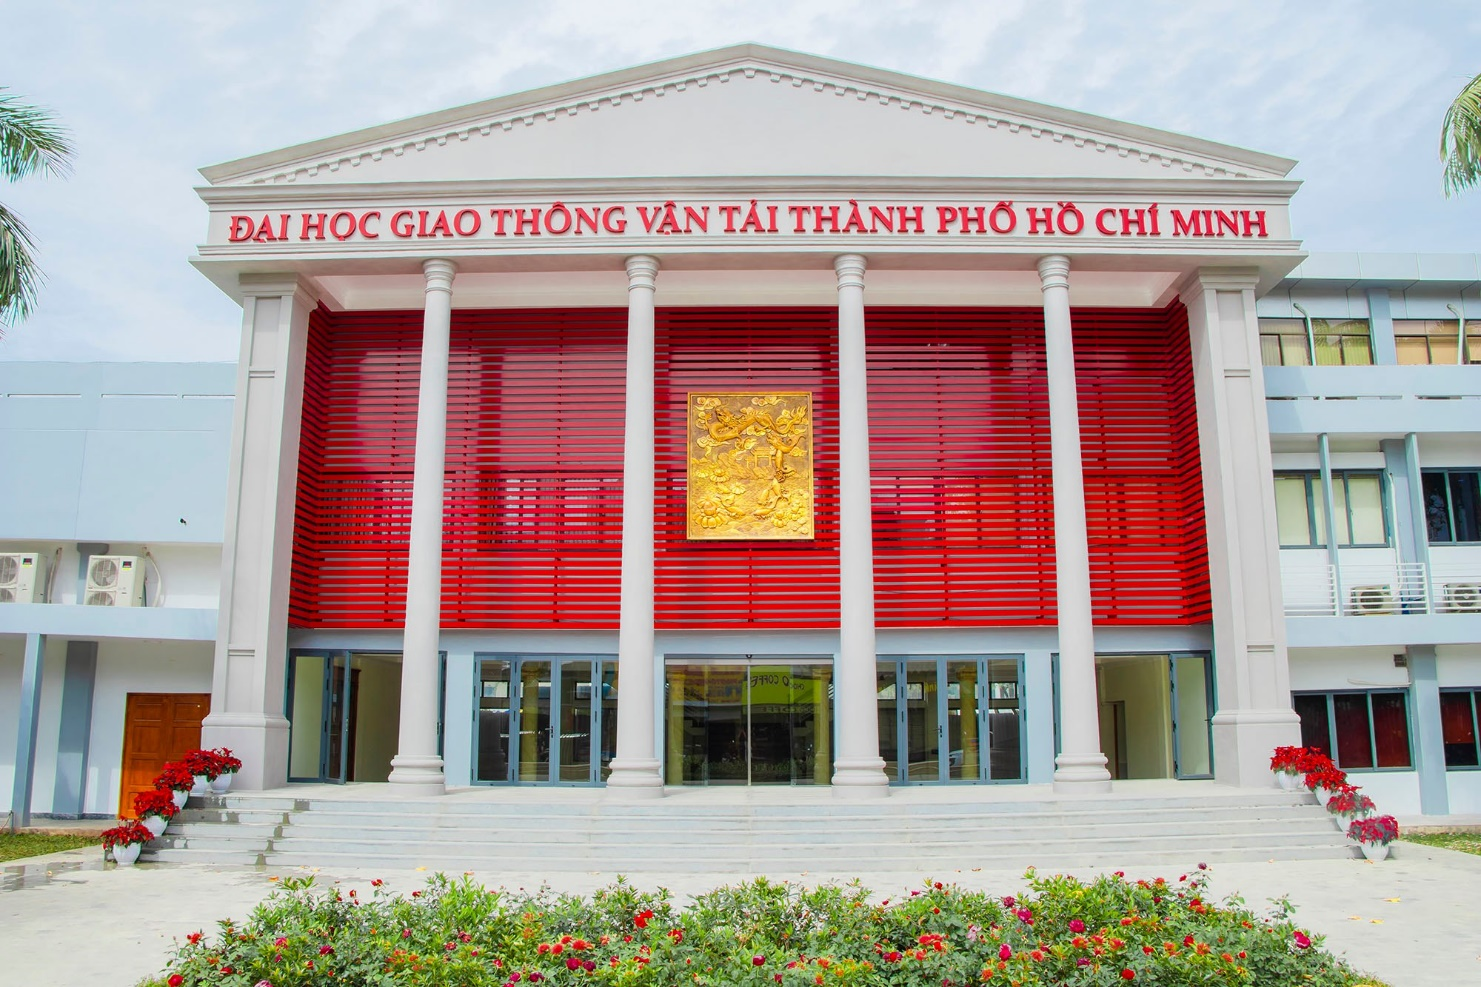 ĐẠI HỌC GIAO THÔNG VẬN TẢI THÀNH PHỐ HỒ CHÍ MINH